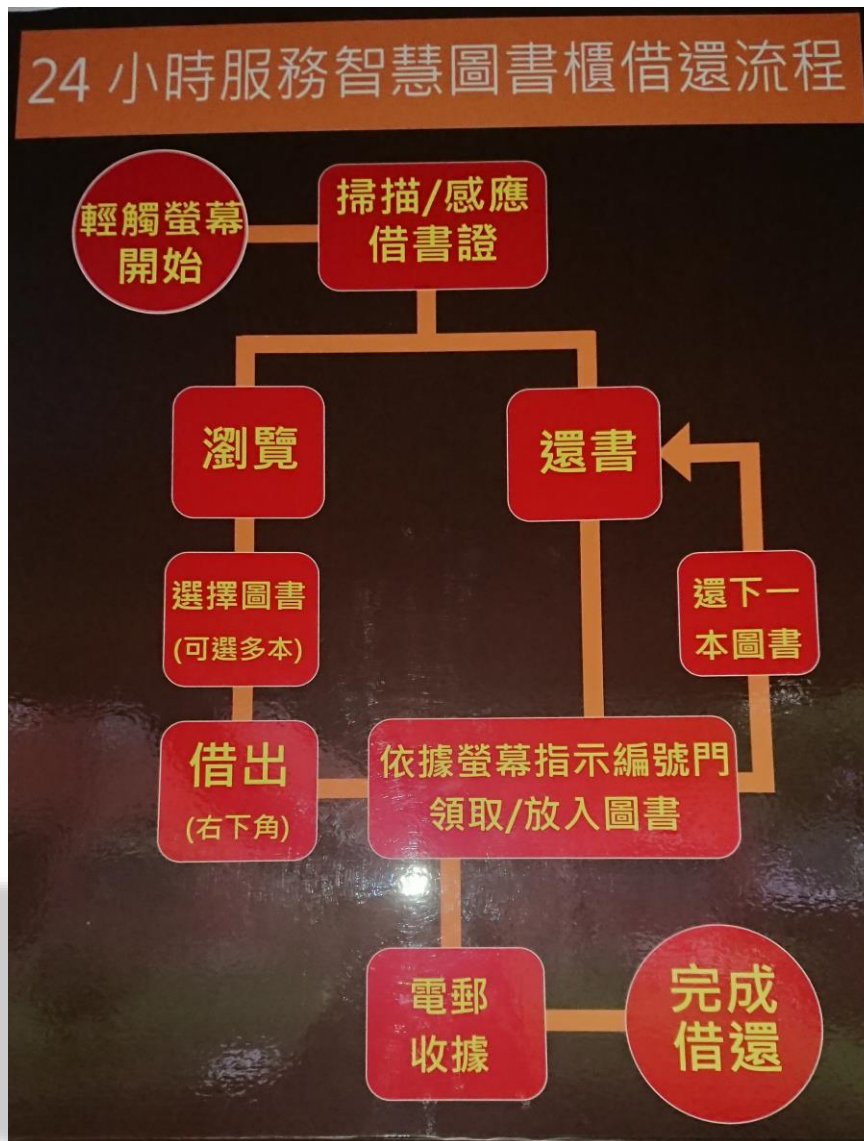 24 小時服務智慧圖書櫃借還流程
輕觸螢幕
開始
掃描/感應
借書證
瀏覽
還書
選擇圖書
(可選多本)
還下一
本圖書
借出
(右下角)
依據螢幕指示編號門
領取/放入圖書
電郵
收據
完成
借還